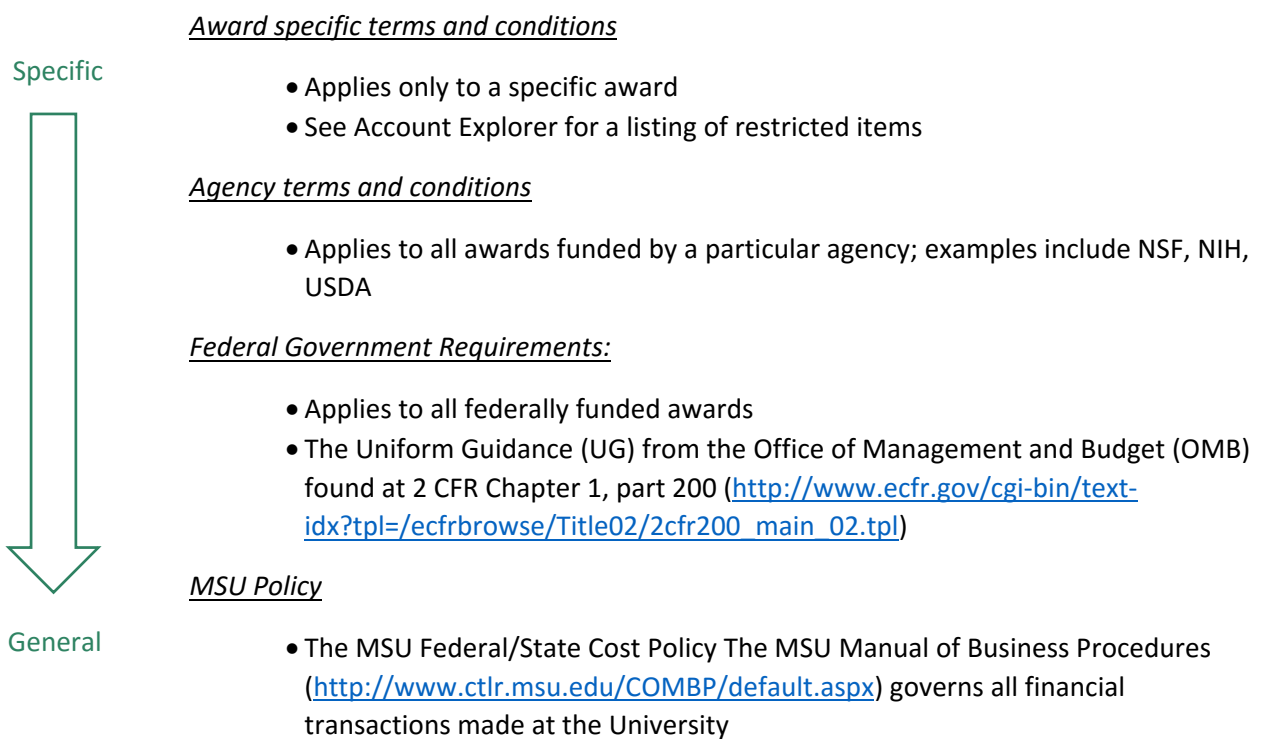 Award specific terms and conditions
Specific
• Applies only to a specific award
• See Account Explorer for a listing of restricted items
Agency terms and conditions
• Applies to all awards funded by a particular agency; examples include NSF, NIH,
USDA
Federal Government Requirements:
• Applies to all federally funded awards
• The Uniform Guidance (UG) from the Office of Management and Budget (OMB)
found at 2 CFR Chapter 1, part 200 (http://www.ecfr.gov/cgi-bin/text-
idx?tpl=/ecfrbrowse/Title02/2cfr200_main_02.tpl)
MSU Policy
General
• The MSU Federal/State Cost Policy The MSU Manual of Business Procedures
(http://www.ctlr.msu.edu/COMBP/default.aspx) governs all financial
transactions made at the University